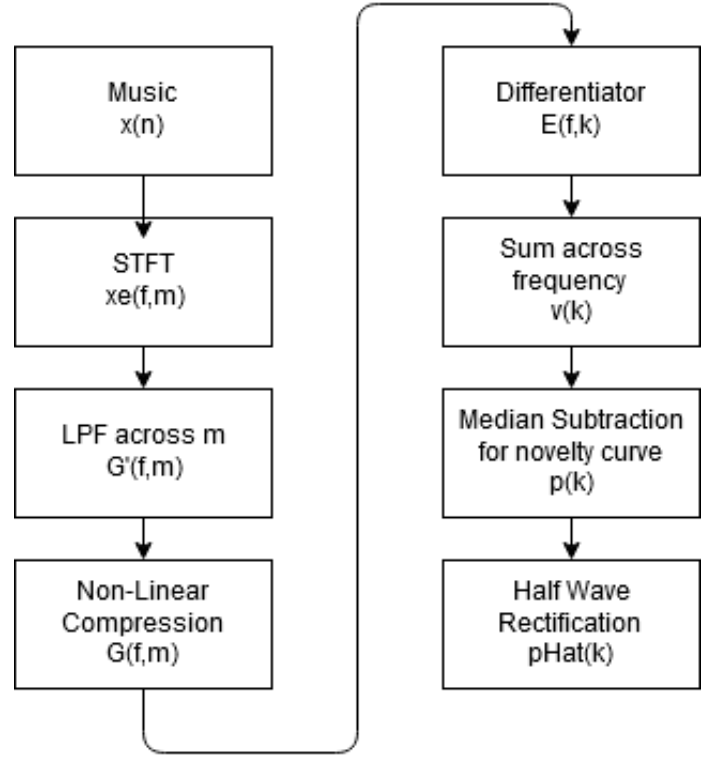 Music
x(n)
STFT
xe(f,m)
LPF across m
G'(f,m)
Non-Linear
Compression
G(f,m)
Differentiator
E(f,k)
Sum across
frequency
v(k)
Median Subtraction
for novelty curve
p(k)
Half Wave
Rectification
pHat(k)